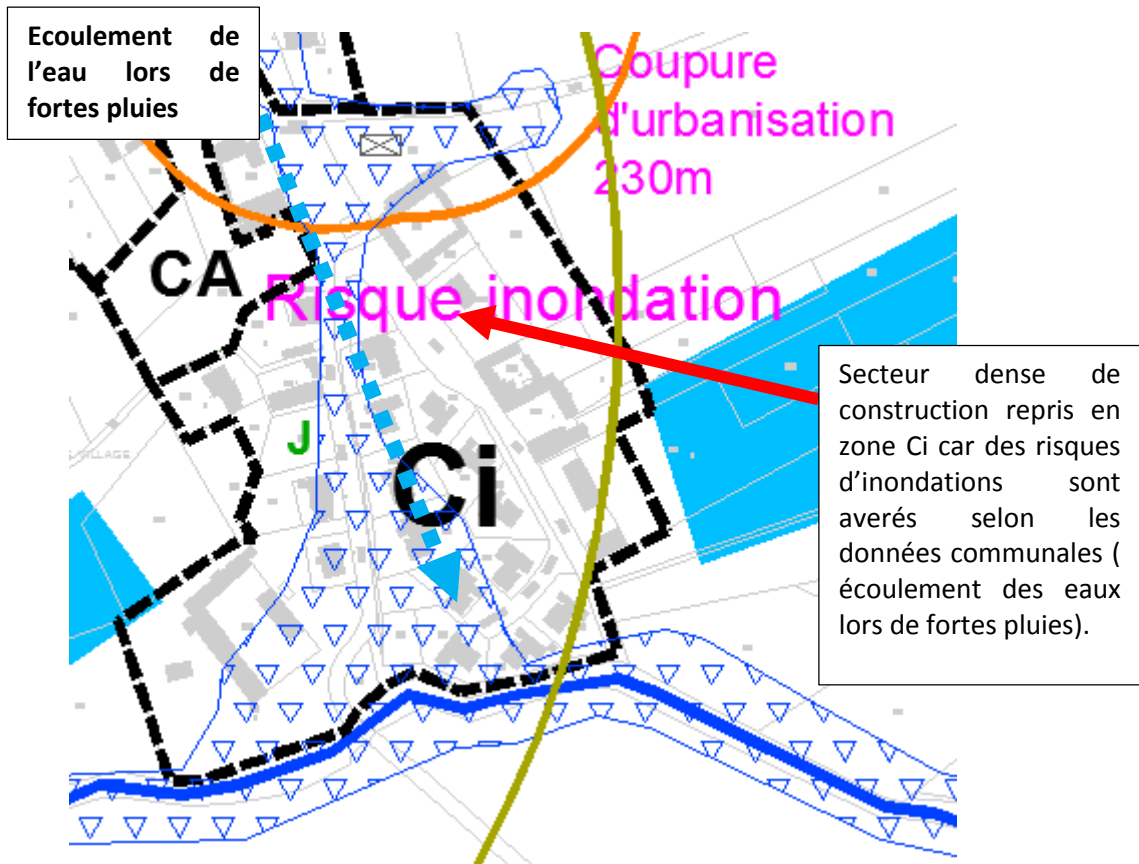 Ecoulement de
l'eau lors de
fortes pluies
Coupure
d'urbanisation
230m
CA
Risque inondation
J
Ci
VILLAGE
Secteur dense de
construction repris en
zone Ci car des risques
d'inondations sont
averés selon les
données communales (
écoulement des eaux
lors de fortes pluies).